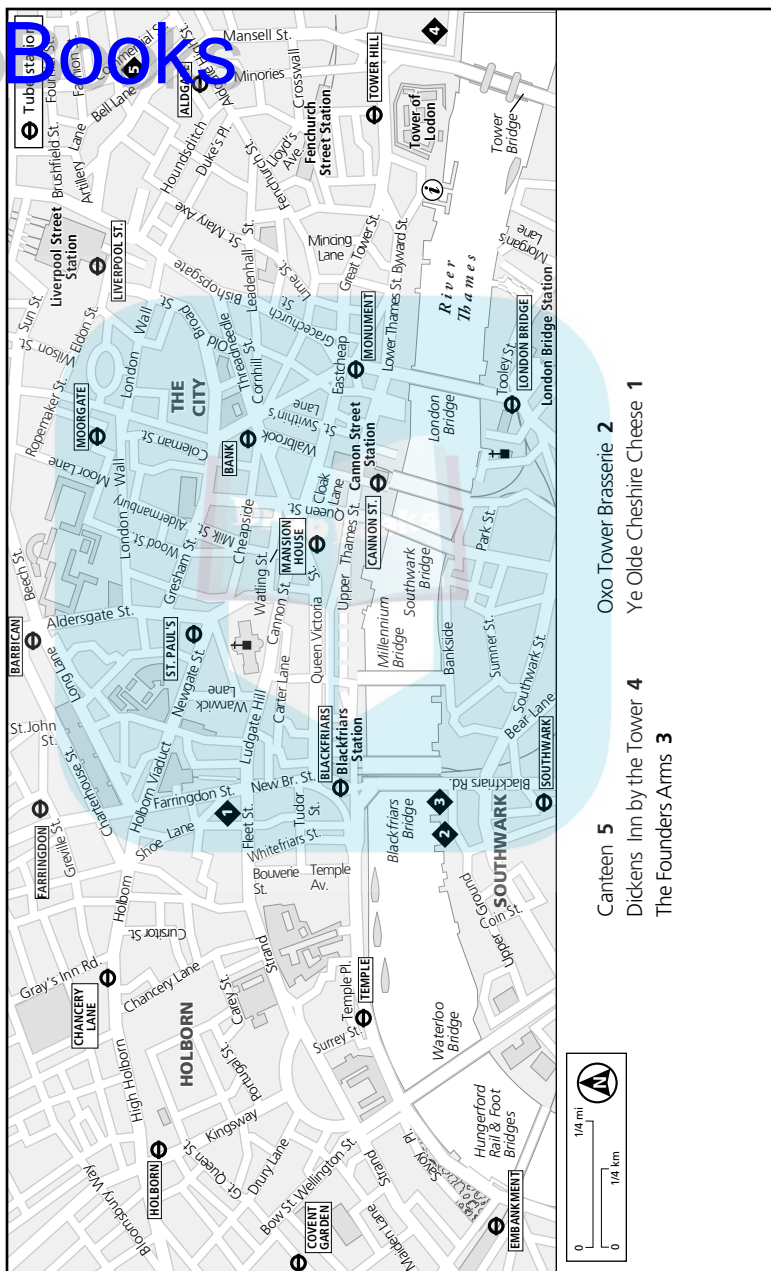 Books
Tube station
Mansell St.
Commercial St.
Fashion St.
Bell Lane
5
ALDGATE
Aldgate High St.
Minories
Crosswall
4
TOWER HILL
Brushfield St.
Artillery Lane
Houndsditch
Duke's Pl.
Fenchurch St.
Lloyd's
Ave.
Fenchurch
Street Station
Tower of
Lodon
Tower
Bridge
Liverpool Street
Station
LIVERPOOL ST.
St. Mary Axe
Leadenhall St.
Lime St.
Mincing
Lane
Great Tower St.
Byward St.
i
Morgan's
Lane
Sun St.
Wilson St.
Eldon St.
Bishopsgate
Gracechurch St.
Lower Thames St.
River
Thames
Ropemaker St.
London Wall
Old Broad St.
Threadneedle St.
Cornhill
Eastcheap
MONUMENT
Tooley St.
LONDON BRIDGE
London Bridge Station
MOORGATE
THE
CITY
Moor Lane
Coleman St.
BANK
Walbrook
St. Swithin's
Lane
Cannon Street
Station
London
Bridge
London Wall
Aldermanbury
Milk St.
Wood St.
Gresham St.
Cheapside
Queen St.
Cloak
Lane
CANNON ST.
Park St.
Beech St.
Watling St.
MANSION
HOUSE
Upper Thames St.
Southwark
Bridge
BARBICAN
Aldersgate St.
Long Lane
ST. PAUL'S
Cannon St.
Queen Victoria St.
Millennium
Bridge
Bankside
Sumner St.
Southwark St.
St.John
St.
Charterhouse St.
Newgate St.
Warwick
Lane
Ludgate Hill
Carter Lane
BLACKFRIARS
Blackfriars
Station
Bear Lane
SOUTHWARK
FARRINGDON
Greville St.
Holborn Viaduct
Farringdon St.
Shoe Lane
1
New Br. St.
Fleet St.
Tudor
St.
Whitefriars St.
Blackfriars
Bridge
3
2
Blackfriars Rd.
SOUTHWARK
Holborn
Cursitor St.
Bouverie
St.
Temple
Av.
Upper Ground
Coin St.
Gray's Inn Rd.
CHANCERY
LANE
Chancery Lane
Carey St.
Strand
Temple Pl.
TEMPLE
Surrey St.
Waterloo
Bridge
High Holborn
HOLBORN
Portugal St.
Kingsway
Gt. Queen St.
HOLBORN
Bloomsbury Way
Drury Lane
Bow St.
Wellington St.
Strand
Savoy Pl.
Hungerford
Rail & Foot
Bridges
COVENT
GARDEN
Maiden Lane
EMBANKMENT
Canteen 5
Dickens Inn by the Tower 4
The Founders Arms 3
Oxo Tower Brasserie 2
Ye Olde Cheshire Cheese 1
0 1/4 mi
0 1/4 km
N